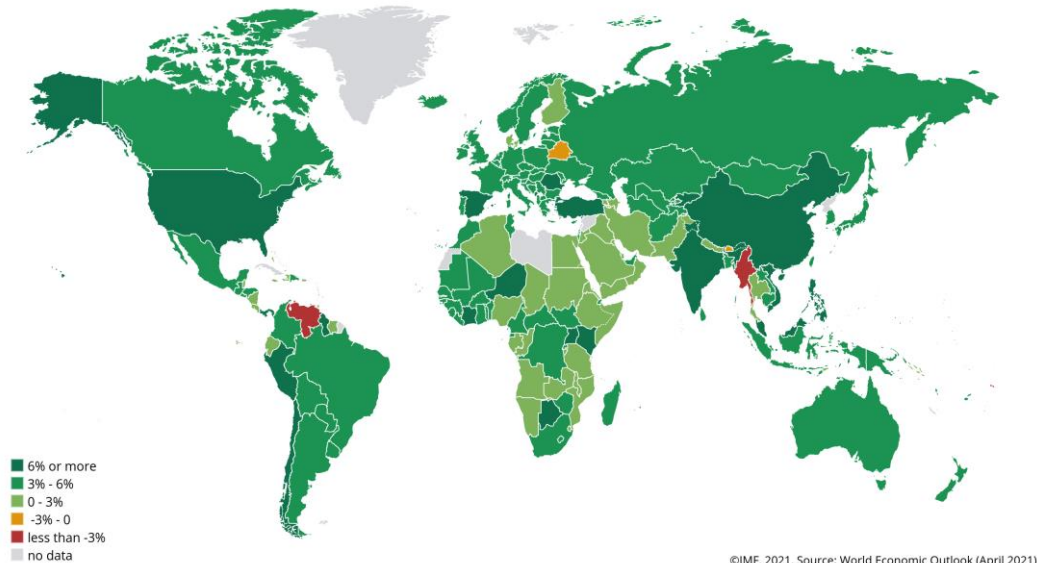 6% or more
3% - 6%
0 - 3%
-3% - 0
less than -3%
no data
©IMF, 2021, Source: World Economic Outlook (April 2021)